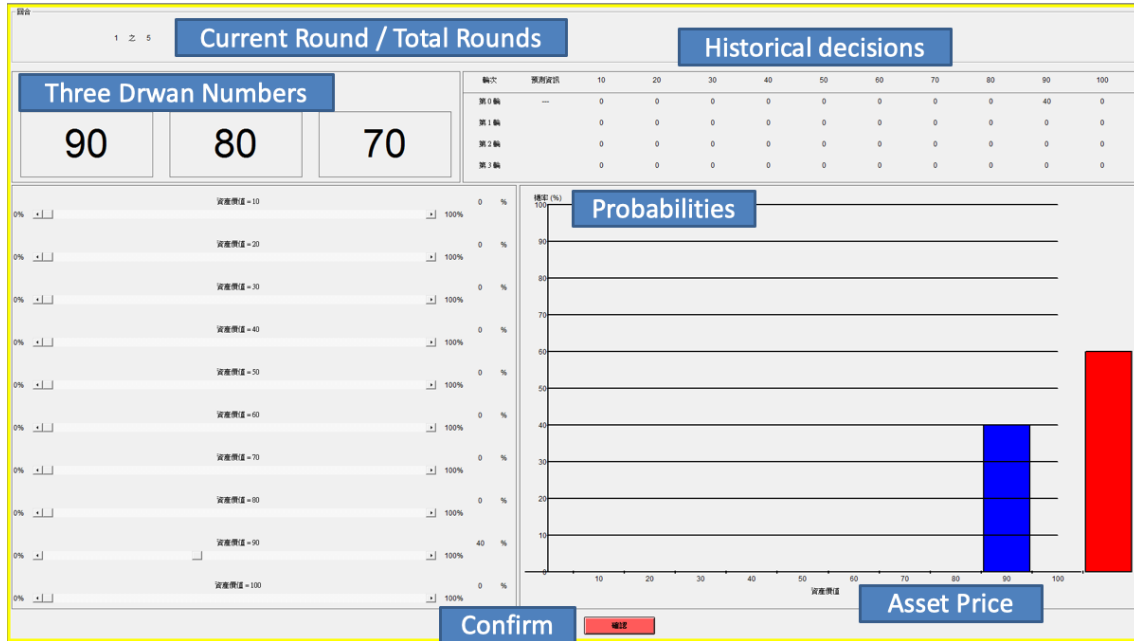 回合
1 之 5
Current Round / Total Rounds
Historical decisions
Three Drwan Numbers
90 80 70
輪次 預測資訊 10 20 30 40 50 60 70 80 90 100
第 0 輪 --- 0 0 0 0 0 0 0 0 40 0
第 1 輪 0 0 0 0 0 0 0 0 0 0
第 2 輪 0 0 0 0 0 0 0 0 0 0
第 3 輪 0 0 0 0 0 0 0 0 0 0
資產價值 = 10 0 %
0% 100%
資產價值 = 20 0 %
0% 100%
資產價值 = 30 0 %
0% 100%
資產價值 = 40 0 %
0% 100%
資產價值 = 50 0 %
0% 100%
資產價值 = 60 0 %
0% 100%
資產價值 = 70 0 %
0% 100%
資產價值 = 80 0 %
0% 100%
資產價值 = 90 40 %
0% 100%
資產價值 = 100 0 %
0% 100%
機率 (%)
Probabilities
100
90
80
70
60
50
40
30
20
10
0
10 20 30 40 50 60 70 80 90 100
資產價值
Asset Price
Confirm
確認